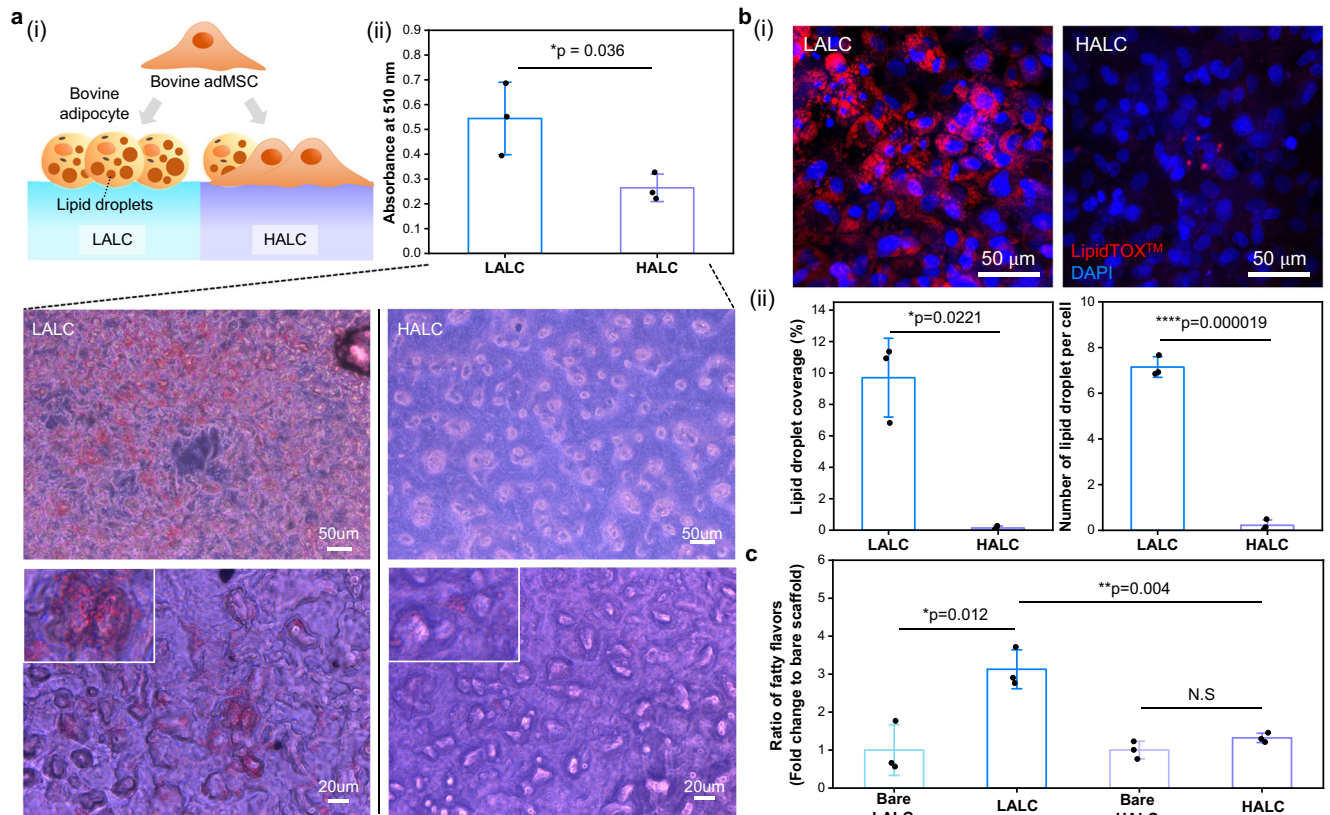 a
(i)
Bovine adMSC
Bovine
adipocyte
Lipid droplets
LALC
HALC
(ii)
Absorbance at 510 nm
0.9
0.8
0.7
0.6
0.5
0.4
0.3
0.2
0.1
0.0
*p = 0.036
LALC
HALC
LALC
50um
HALC
50um
20um
20um
b
(i)
LALC
50 μm
HALC
LipidTOX™
DAPI
50 μm
(ii)
Lipid droplet coverage (%)
14
12
10
8
6
4
2
0
*p=0.0221
LALC
HALC
Number of lipid droplet per cell
10
8
6
4
2
0
****p=0.000019
LALC
HALC
c
Ratio of fatty flavors
(Fold change to bare scaffold)
6
5
4
3
2
1
0
*p=0.012
**p=0.004
N.S
Bare
LALC
LALC
Bare
HALC
HALC